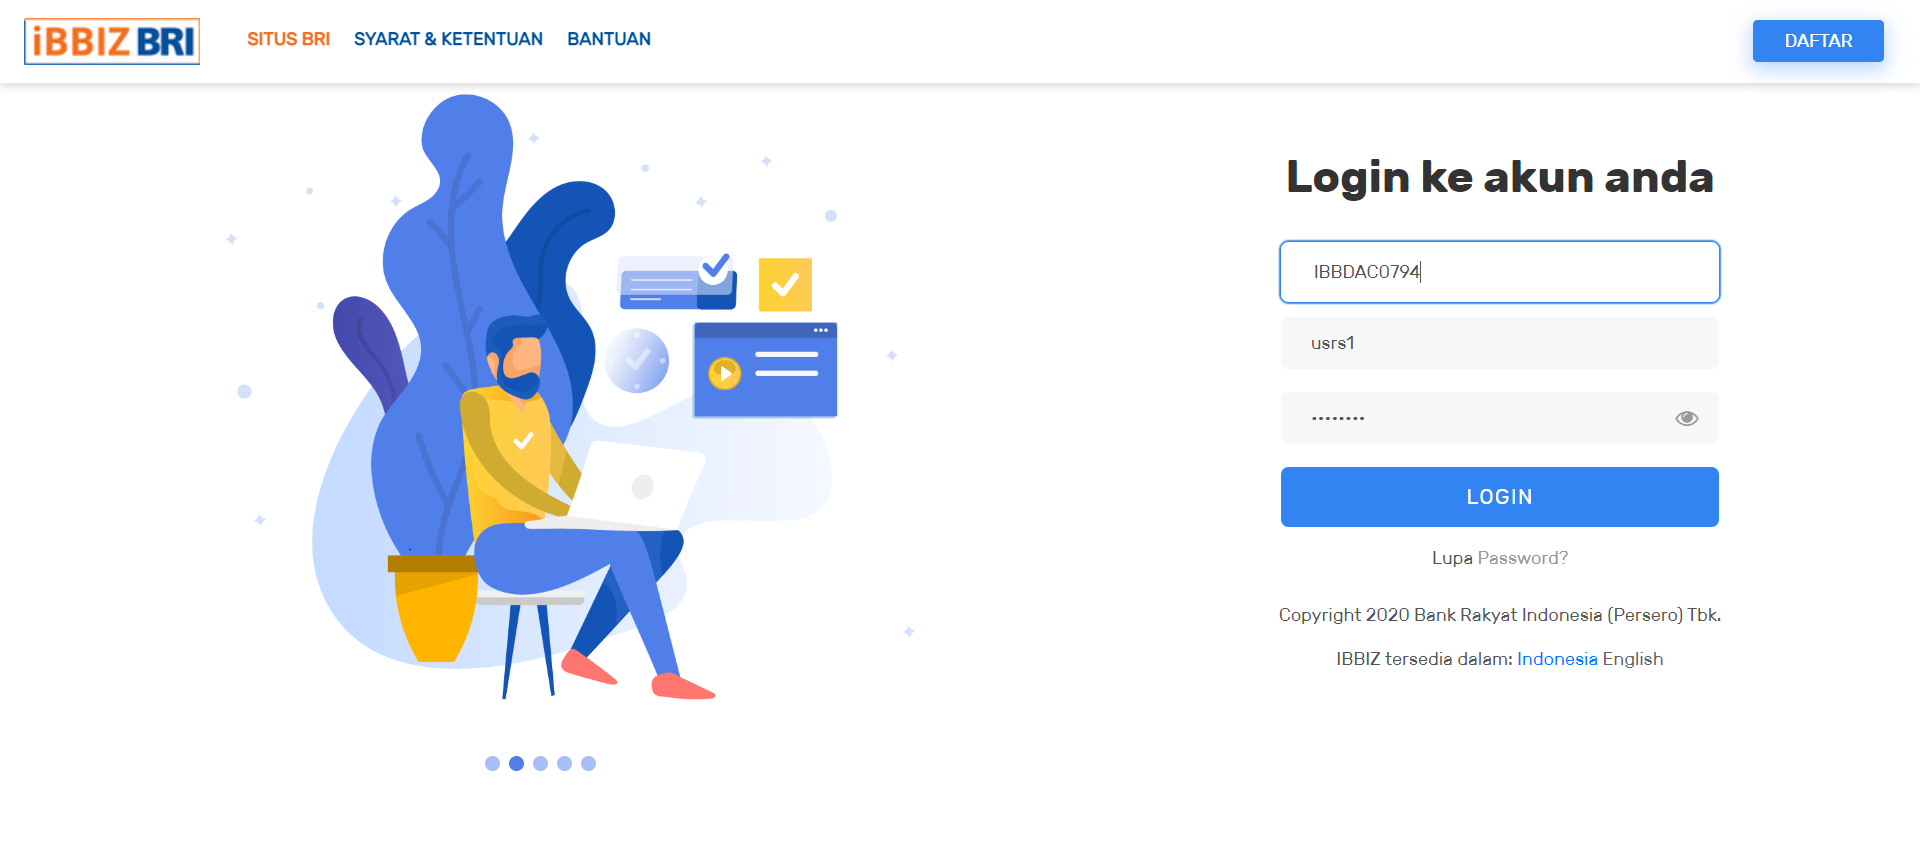 iBBIZ BRI
SITUS BRI
SYARAT & KETENTUAN
BANTUAN
DAFTAR
Login ke akun anda
IBBDAC0794
usrs1
••••••••
LOGIN
Lupa Password?
Copyright 2020 Bank Rakyat Indonesia (Persero) Tbk.
IBBIZ tersedia dalam: Indonesia English